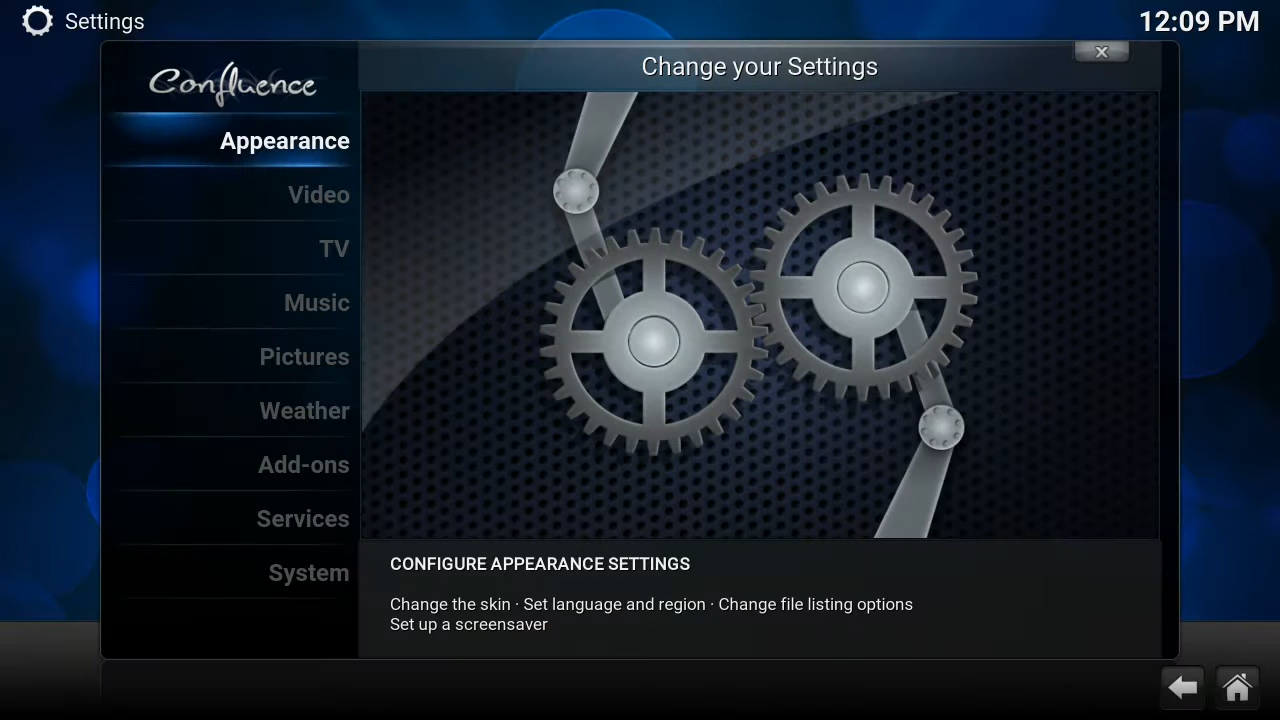 Settings
12:09 PM
Confluence
Change your Settings
Appearance
Video
TV
Music
Pictures
Weather
Add-ons
Services
System
CONFIGURE APPEARANCE SETTINGS
Change the skin · Set language and region · Change file listing options
Set up a screensaver